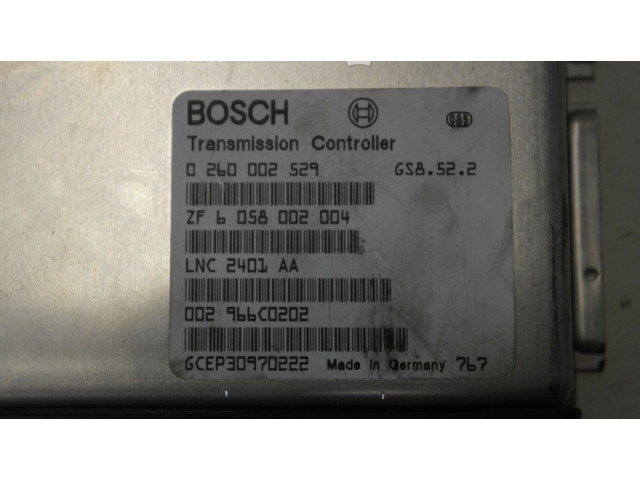 BOSCH
085
Transmission Controller
0 260 002 529 GS8.52.2
ZF 6 058 002 004
LNC 2401 AA
002 966C0202
GCEP30970222 Made in Germany 767